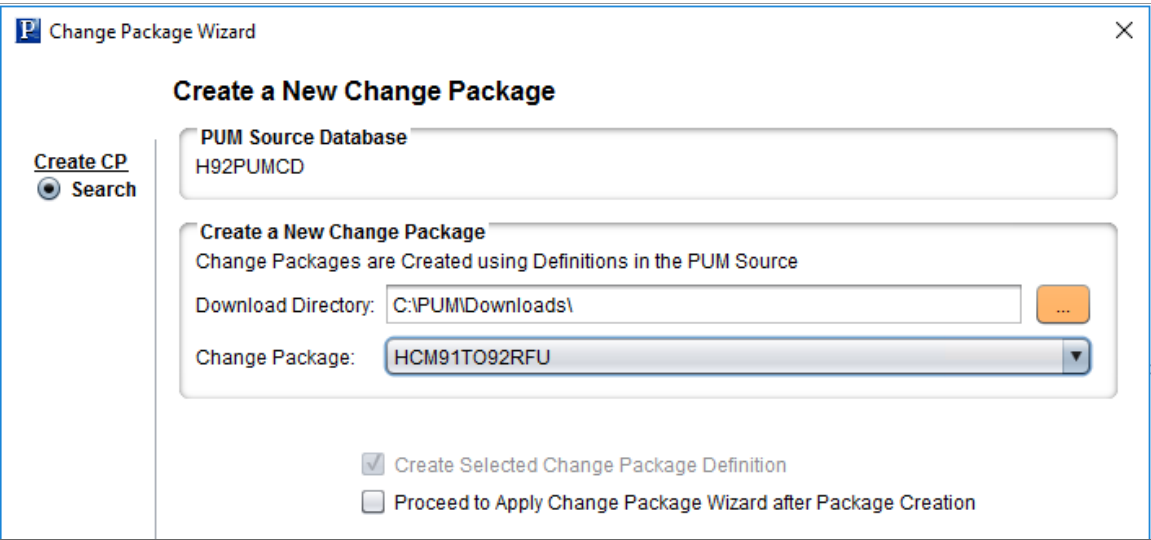 Change Package Wizard
Create a New Change Package
PUM Source Database
H92PUMCD
Create CP
Search
Create a New Change Package
Change Packages are Created using Definitions in the PUM Source
Download Directory: C:\PUM\Downloads\ ...
Change Package: HCM91TO92RFU
Create Selected Change Package Definition
Proceed to Apply Change Package Wizard after Package Creation